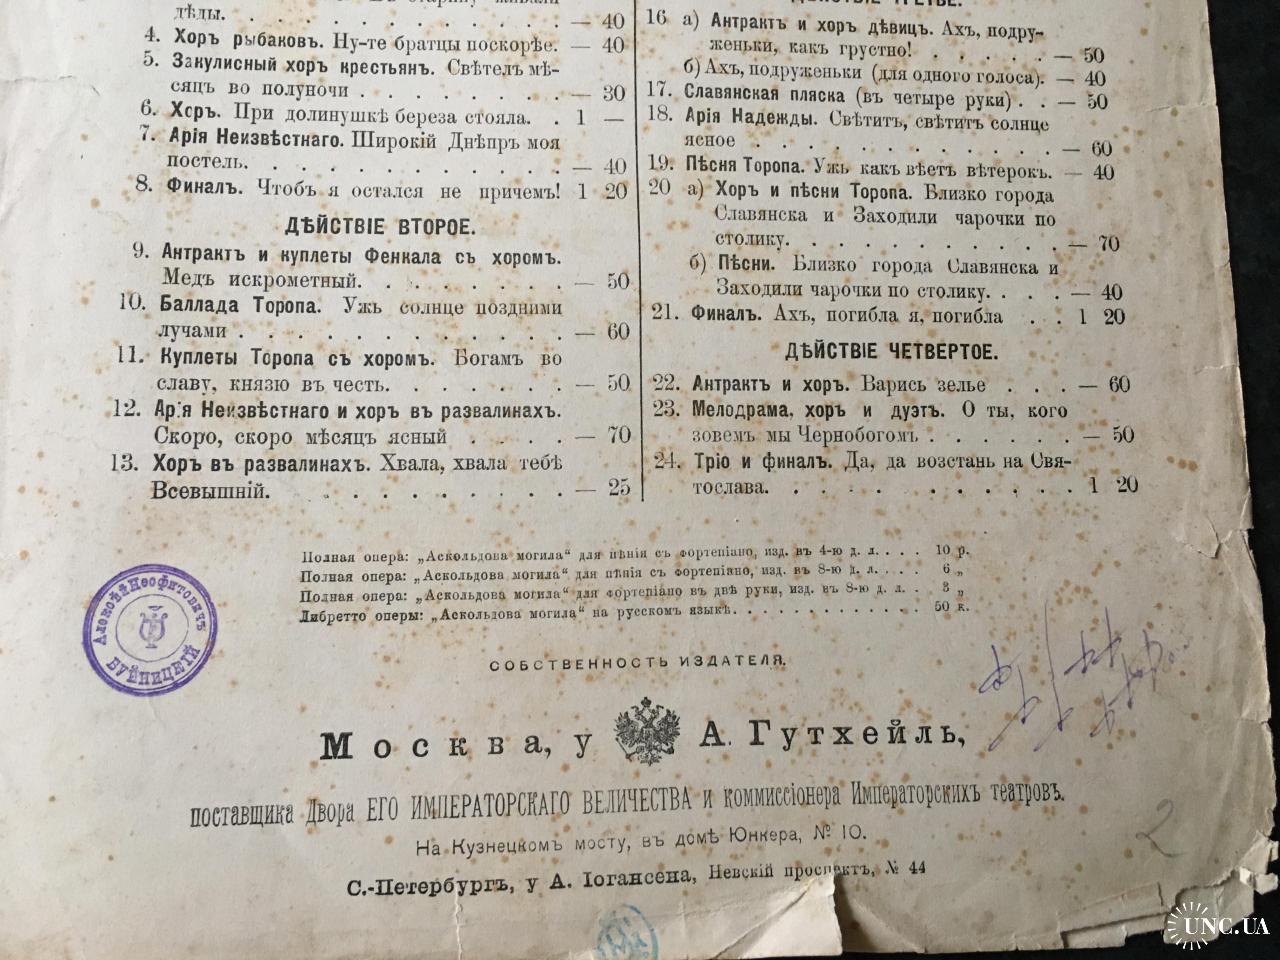 дѣды. . . . . . . . . . . . — 40
4. Хоръ рыбаковъ. Ну-те братцы поскорѣе. — 40
5. Закулисный хоръ крестьянъ. Свѣтелъ мѣ-
сяцъ во полуночи . . . . . . . . — 30
6. Хоръ. При долинушкѣ береза стояла. . 1 —
7. Арія Неизвѣстнаго. Широкій Днѣпръ моя
постель. . . . . . . . . . . . — 40
8. Финалъ. Чтобъ я остался не причемъ! 1 20
ДѢЙСТВІЕ ВТОРОЕ.
9. Антрактъ и куплеты Фенкала съ хоромъ.
Медъ искрометный. . . . . . . . — 50
10. Баллада Торопа. Ужь солнце поздними
лучами . . . . . . . . . . . . — 60
11. Куплеты Торопа съ хоромъ. Богамъ во
славу, князю въ честь. . . . . . . — 50
12. Арія Неизвѣстнаго и хоръ въ развалинахъ.
Скоро, скоро мѣсяцъ ясный . . . . — 70
13. Хоръ въ развалинахъ. Хвала, хвала тебѣ
Всевышній. . . . . . . . . . . — 25
ДѢЙСТВІЕ ТРЕТЬЕ.
16 а) Антрактъ и хоръ дѣвицъ. Ахъ, подру-
женьки, какъ грустно! . . . . . — 50
б) Ахъ, подруженьки (для одного голоса). — 40
17. Славянская пляска (въ четыре руки) . . — 50
18. Арія Надежды. Свѣтитъ, свѣтитъ солнце
ясное . . . . . . . . . . . . — 60
19. Пѣсня Торопа. Ужь какъ вѣетъ вѣтерокъ. — 40
20 а) Хоръ и пѣсни Торопа. Близко города
Славянска и Заходили чарочки по
столику. . . . . . . . . . . — 70
б) Пѣсни. Близко города Славянска и
Заходили чарочки по столику. . . . — 40
21. Финалъ. Ахъ, погибла я, погибла . . 1 20
ДѢЙСТВІЕ ЧЕТВЕРТОЕ.
22. Антрактъ и хоръ. Варись зелье . . . — 60
23. Мелодрама, хоръ и дуэтъ. О ты, кого
зовемъ мы Чернобогомъ . . . . . . — 50
24. Тріо и финалъ. Да, да возстань на Свя-
тослава. . . . . . . . . . . . 1 20
Полная опера: „Аскольдова могила“ для пѣнія съ фортепіано, изд. въ 4-ю д. л. . . . 10 р.
Полная опера: „Аскольдова могила“ для пѣнія съ фортепіано, изд. въ 8-ю д. л. . . . 6 „
Полная опера: „Аскольдова могила“ для фортепіано въ двѣ руки, изд. въ 8-ю д. л. . 3 „
Либретто оперы: „Аскольдова могила“ на русскомъ языкѣ. . . . . . . . . . . . 50 к.
Алексѣй Неофитовичъ
БУЙНИЦКІЙ
СОБСТВЕННОСТЬ ИЗДАТЕЛЯ.
Москва, у А. Гутхейль,
поставщика Двора ЕГО ИМПЕРАТОРСКАГО ВЕЛИЧЕСТВА и коммиссіонера Императорскихъ театровъ.
На Кузнецкомъ мосту, въ домѣ Юнкера, № 10.
С.-Петербургъ, у А. Іогансена, Невскій проспектъ, № 44
2
UNC.UA